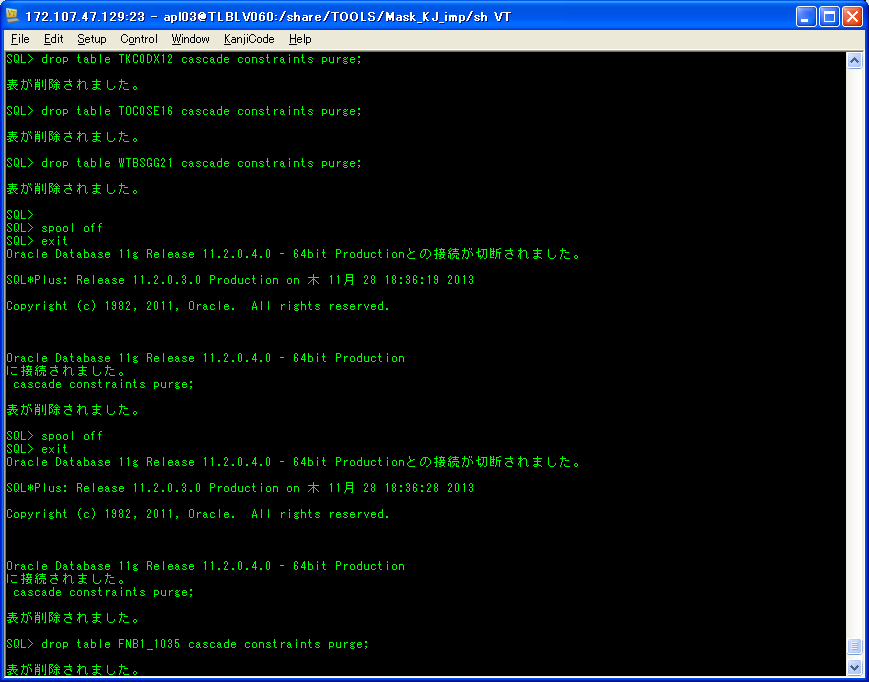 172.107.47.129:23 - apl03@TLBLV060:/share/TOOLS/Mask_KJ_imp/sh VT
File Edit Setup Control Window KanjiCode Help
SQL> drop table TKC0DX12 cascade constraints purge;
表が削除されました。
SQL> drop table TOC0SE16 cascade constraints purge;
表が削除されました。
SQL> drop table WTBSGG21 cascade constraints purge;
表が削除されました。
SQL>
SQL> spool off
SQL> exit
Oracle Database 11g Release 11.2.0.4.0 - 64bit Productionとの接続が切断されました。
SQL*Plus: Release 11.2.0.3.0 Production on 木 11月 28 18:36:19 2013
Copyright (c) 1982, 2011, Oracle.  All rights reserved.
Oracle Database 11g Release 11.2.0.4.0 - 64bit Production
に接続されました。
cascade constraints purge;
表が削除されました。
SQL> spool off
SQL> exit
Oracle Database 11g Release 11.2.0.4.0 - 64bit Productionとの接続が切断されました。
SQL*Plus: Release 11.2.0.3.0 Production on 木 11月 28 18:36:28 2013
Copyright (c) 1982, 2011, Oracle.  All rights reserved.
Oracle Database 11g Release 11.2.0.4.0 - 64bit Production
に接続されました。
cascade constraints purge;
表が削除されました。
SQL> drop table FNB1_1035 cascade constraints purge;
表が削除されました。